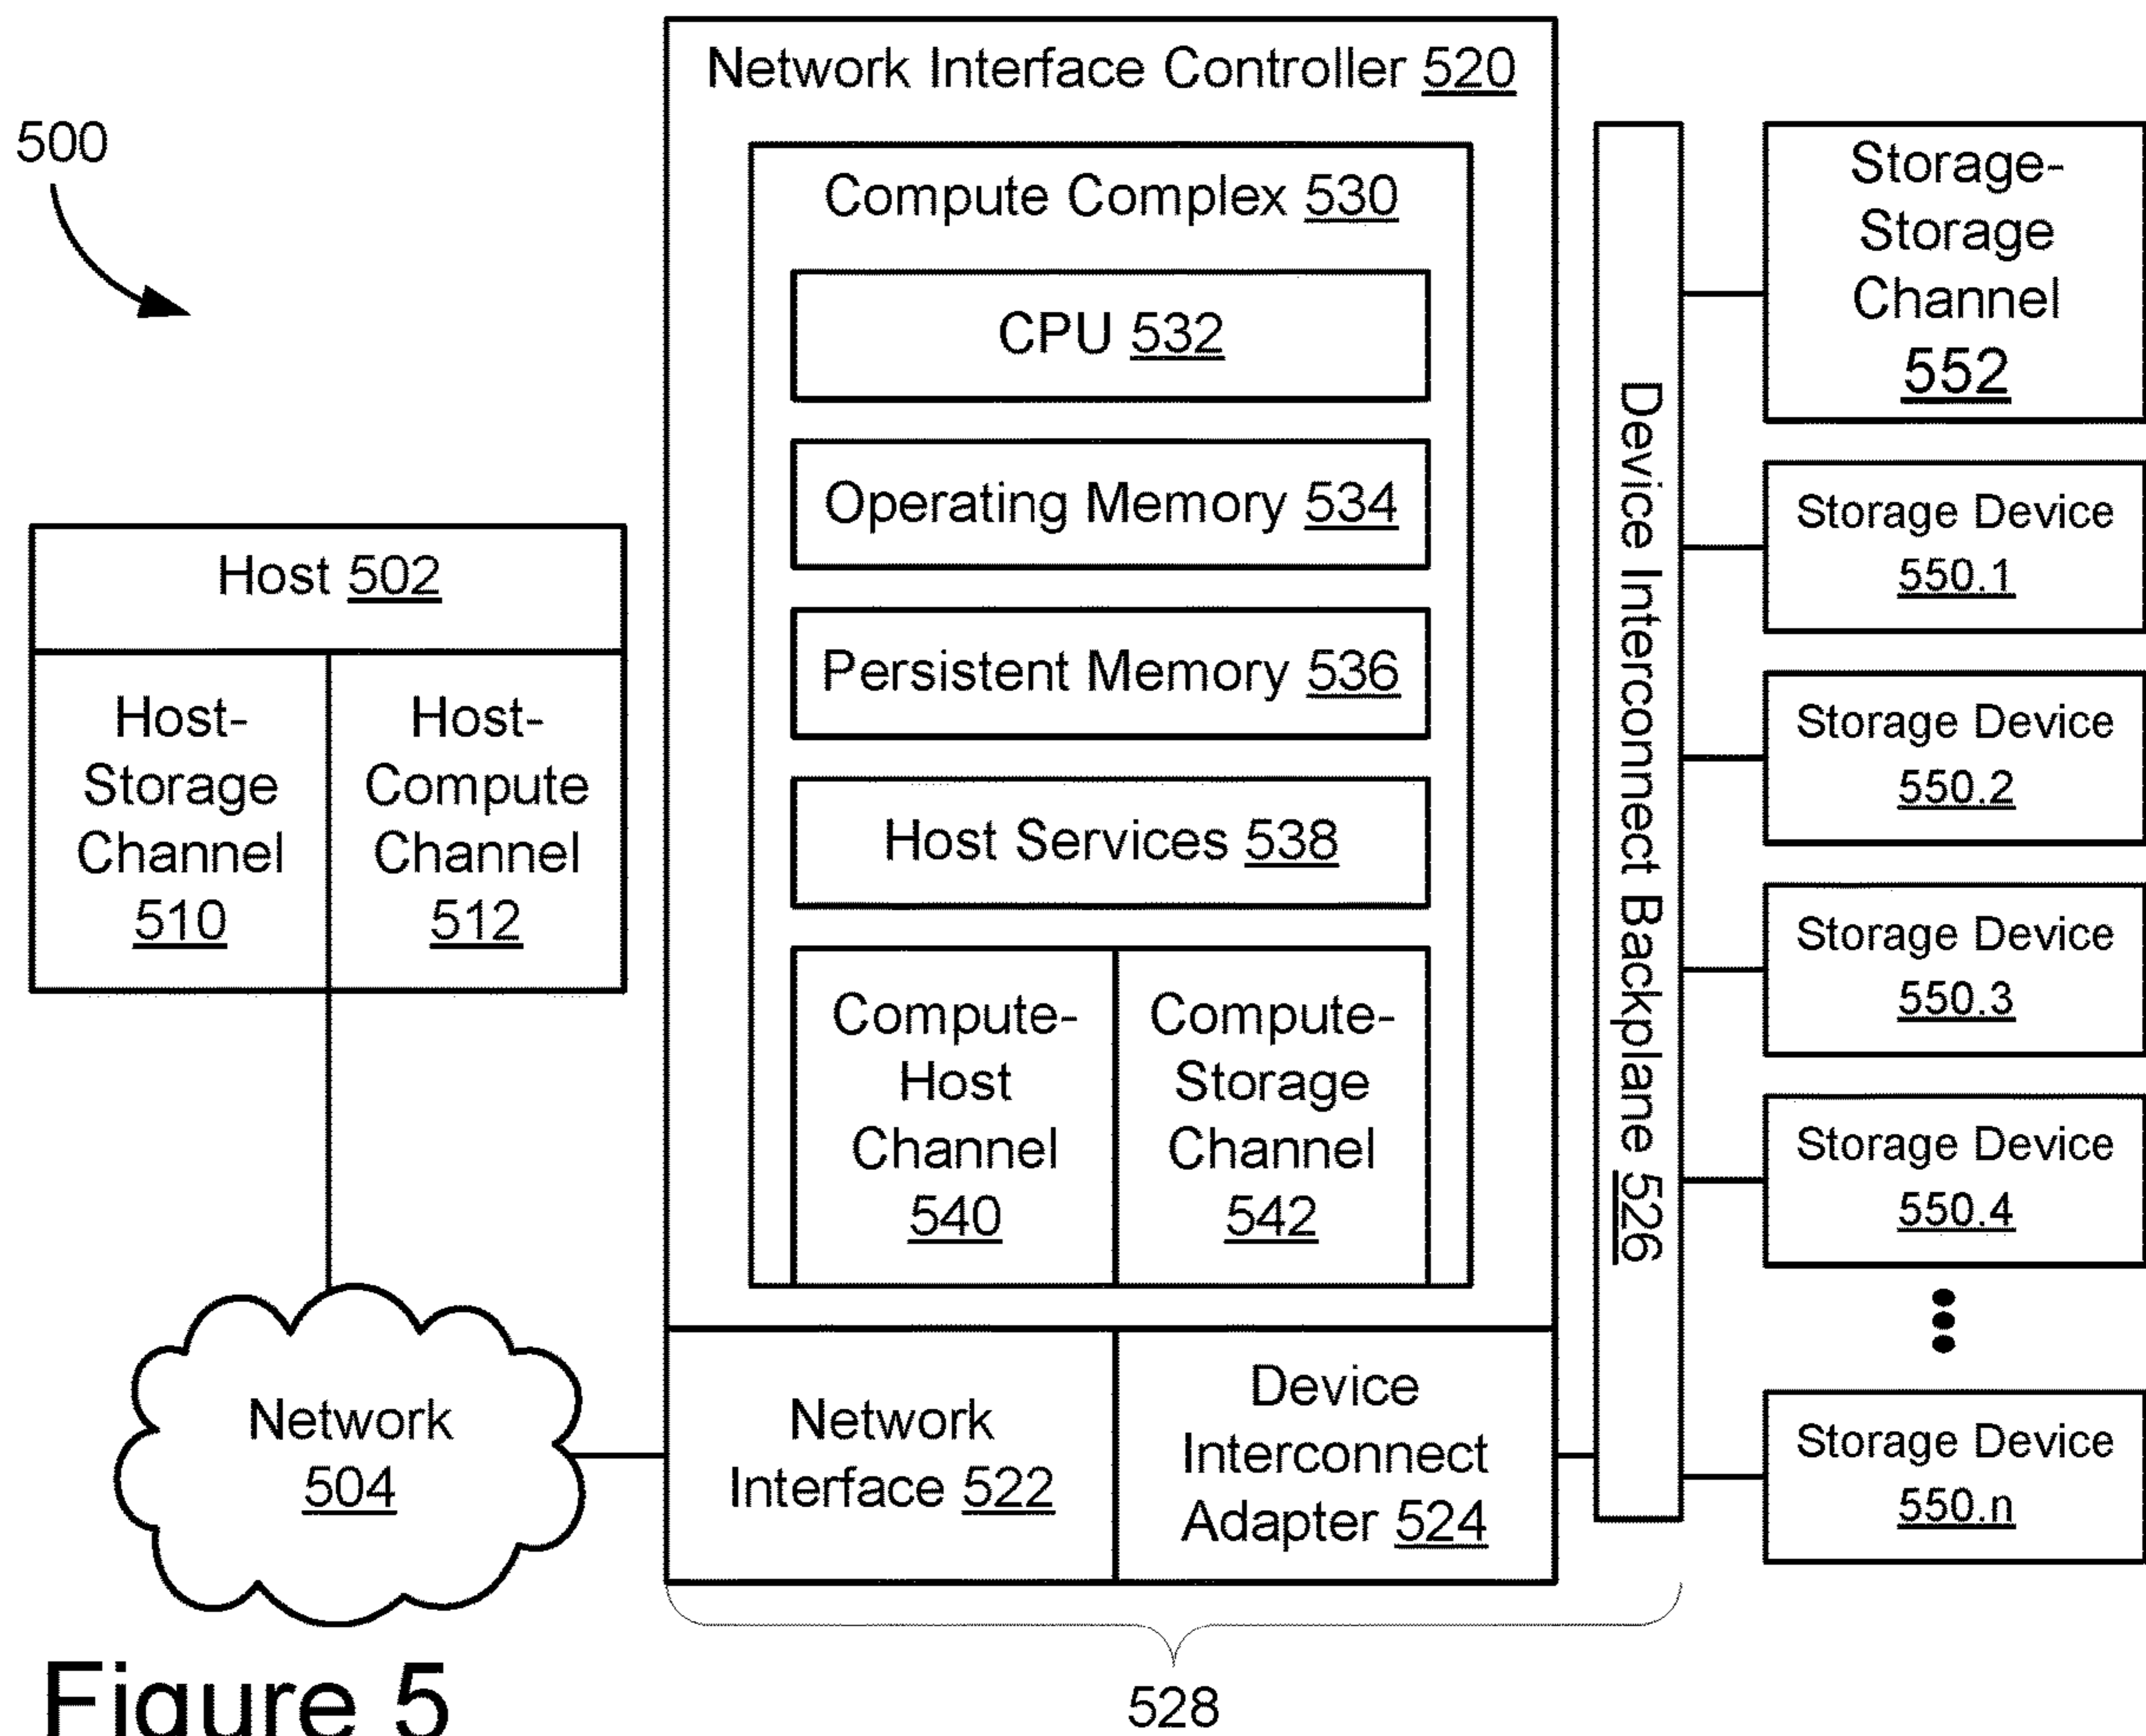 500
Network Interface Controller 520
Compute Complex 530
CPU 532
Operating Memory 534
Persistent Memory 536
Host Services 538
Compute-
Host
Channel
540
Compute-
Storage
Channel
542
Host 502
Host-
Storage
Channel
510
Host-
Compute
Channel
512
Network
504
Network
Interface 522
Device
Interconnect
Adapter 524
Device Interconnect Backplane 526
Storage-
Storage
Channel
552
Storage Device
550.1
Storage Device
550.2
Storage Device
550.3
Storage Device
550.4
Storage Device
550.n
528
Figure 5